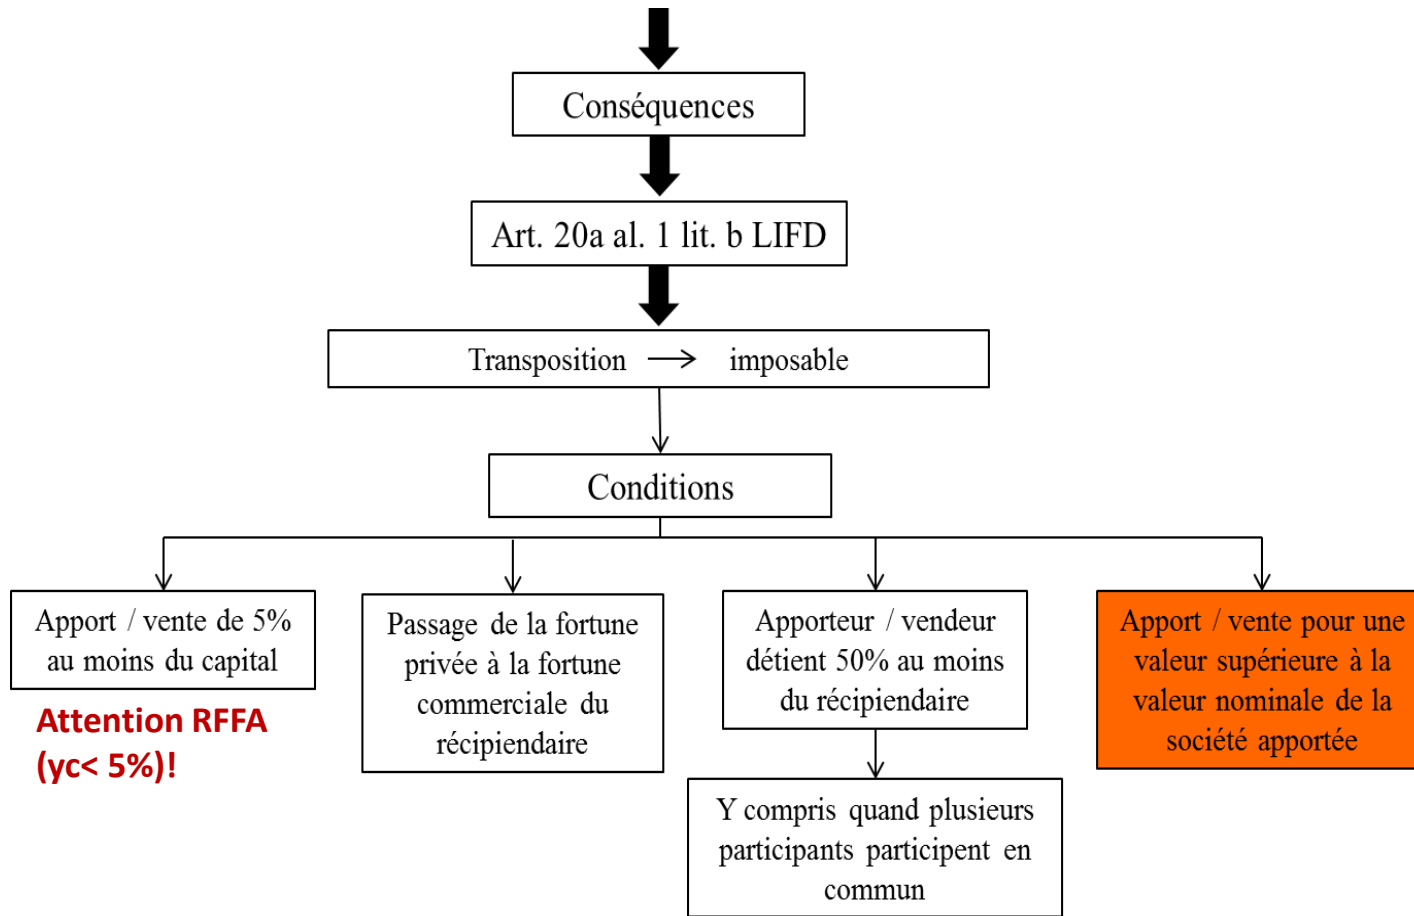 Conséquences
Art. 20a al. 1 lit. b LIFD
Transposition → imposable
Conditions
Apport / vente de 5%
au moins du capital
Attention RFFA
(yc< 5%)!
Passage de la fortune
privée à la fortune
commerciale du
récipiendaire
Apporteur / vendeur
détient 50% au moins
du récipiendaire
Y compris quand plusieurs
participants participent en
commun
Apport / vente pour une
valeur supérieure à la
valeur nominale de la
société apportée